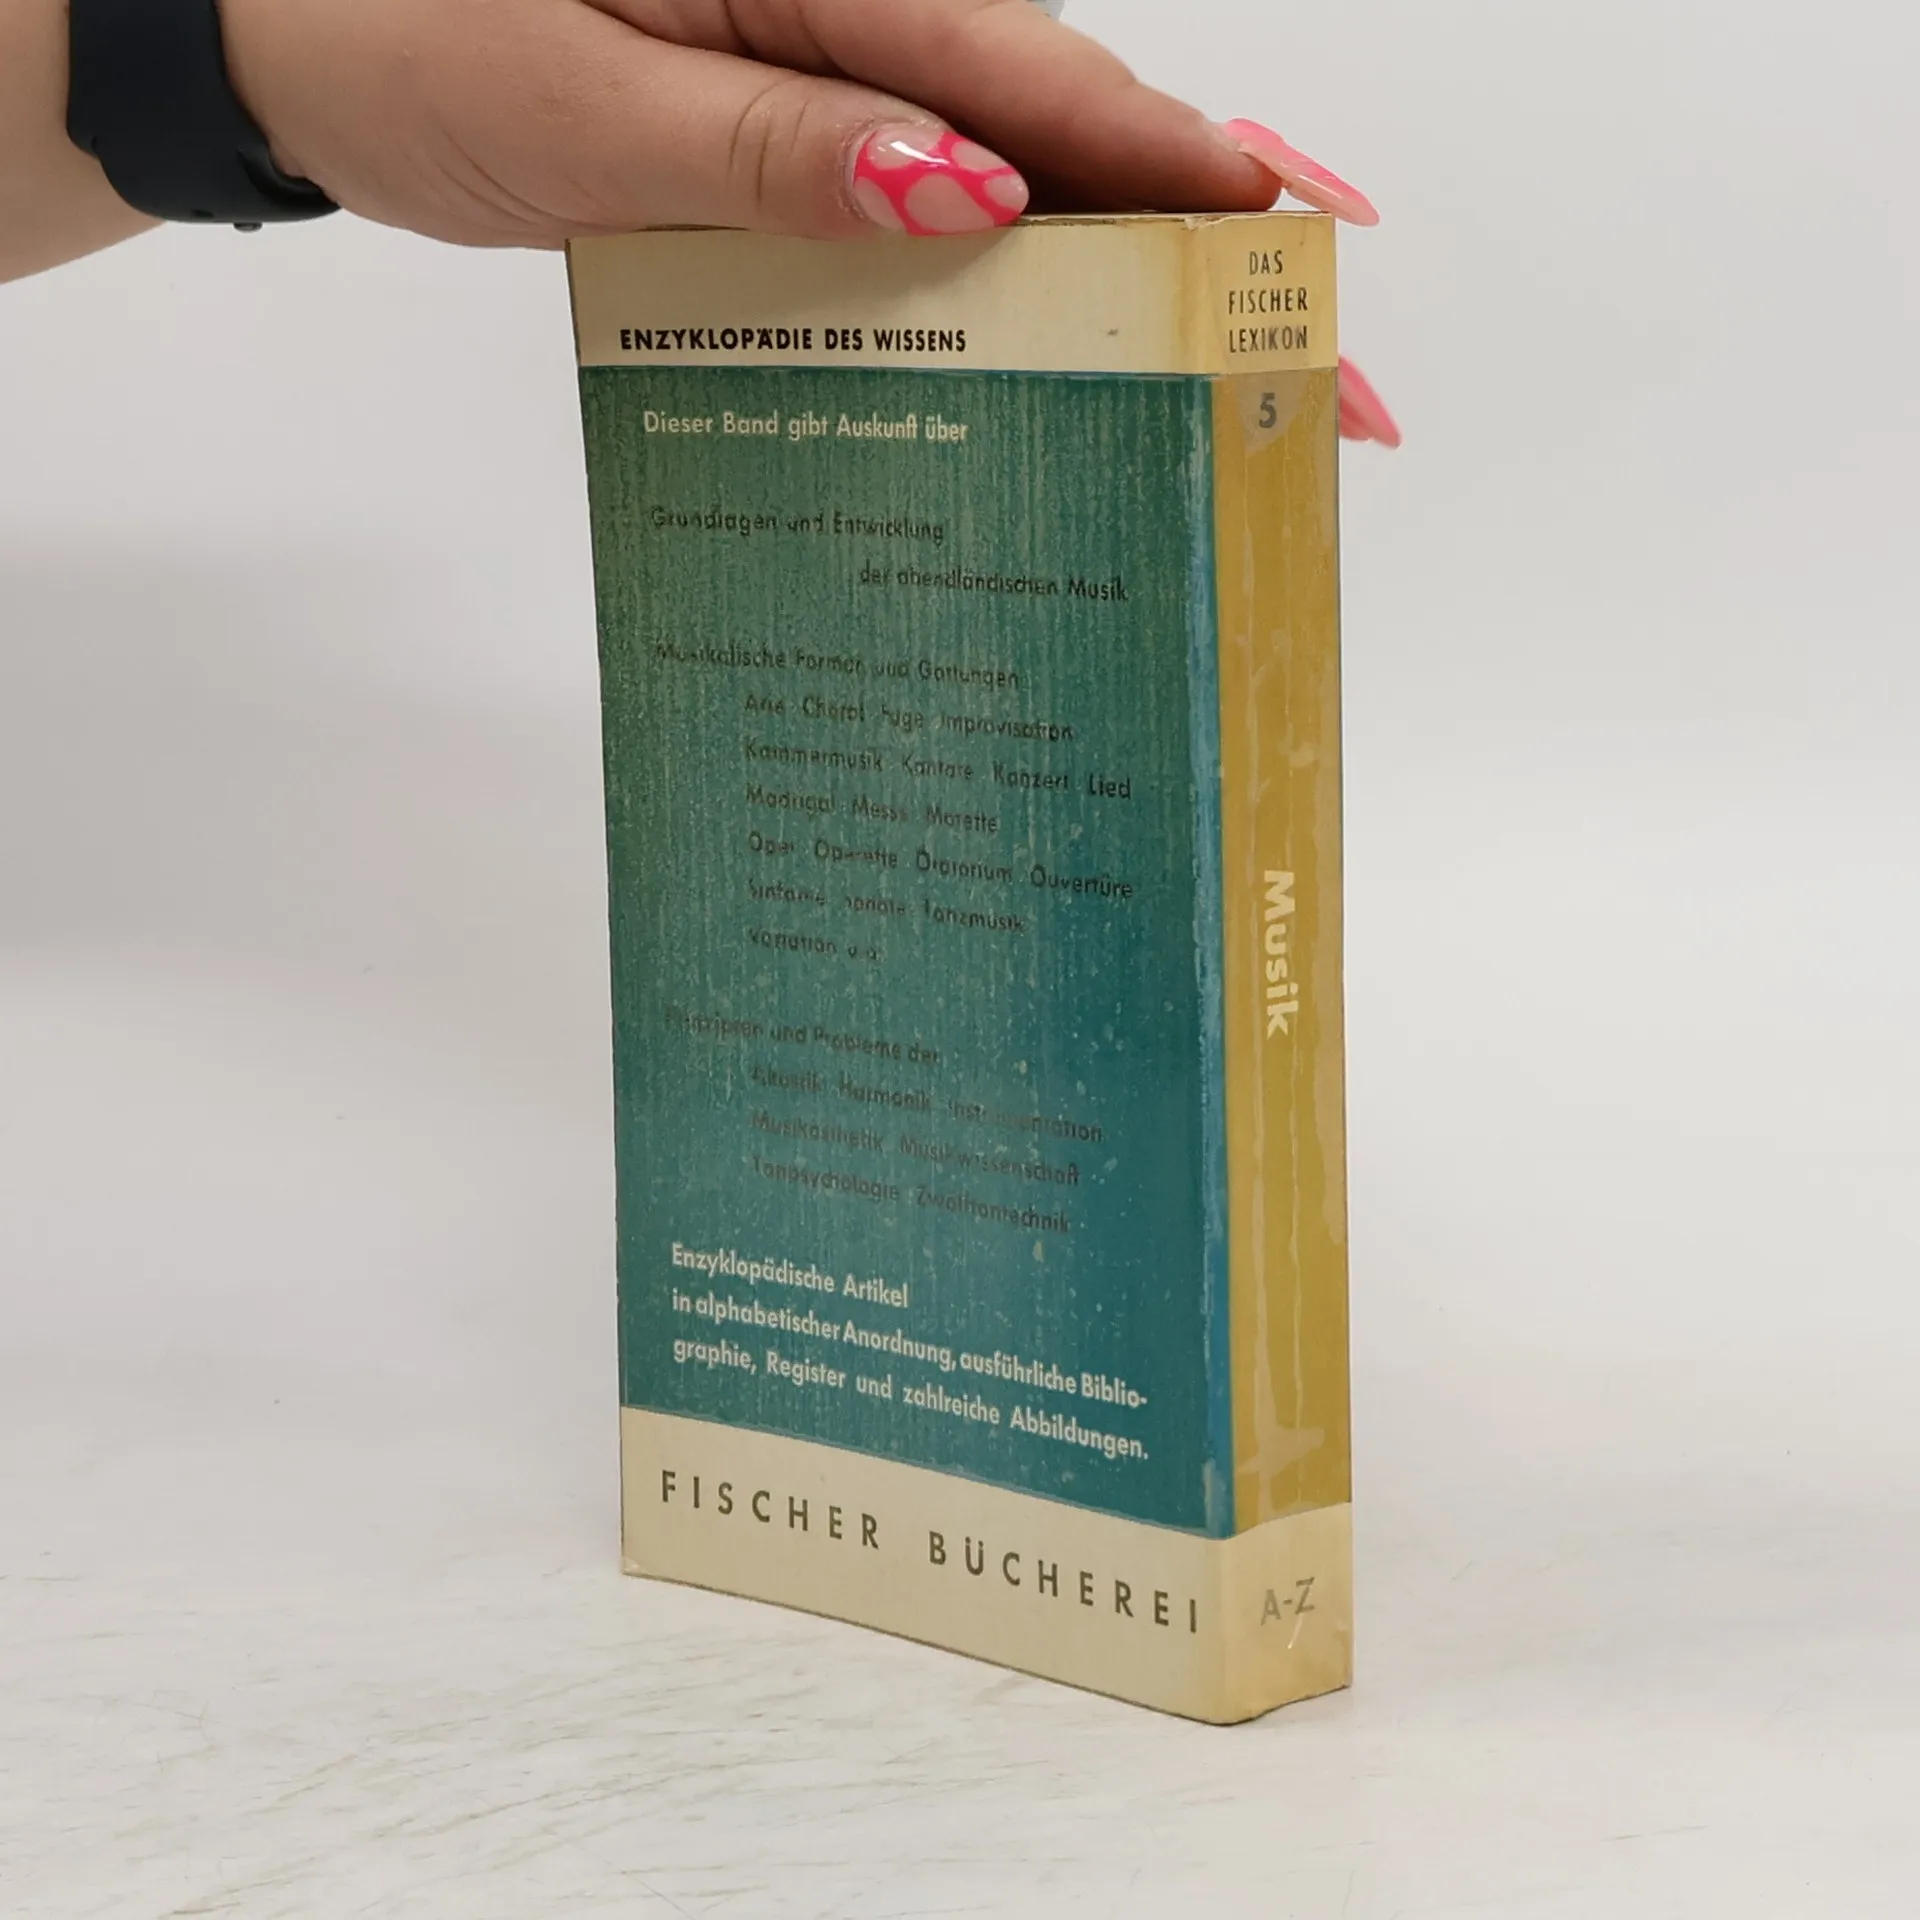 ENZYKLOPÄDIE DES WISSENS
Dieser Band gibt Auskunft über
Grundlagen und Entwicklung
der abendländischen Musik
Musikalische Formen und Gattungen
Arie Choral Fuge Improvisation
Kammermusik Kantate Konzert Lied
Madrigal Messe Motette
Oper Operette Oratorium Ouvertüre
Sinfonie Sonate Tanzmusik
Variation u.a.
Prinzipien und Probleme der
Akustik Harmonik Instrumentation
Musikästhetik Musikwissenschaft
Tonpsychologie Zwölftontechnik
Enzyklopädische Artikel
in alphabetischer Anordnung, ausführliche Biblio-
graphie, Register und zahlreiche Abbildungen.
FISCHER BÜCHEREI
DAS
FISCHER
LEXIKON
5
Musik
A-Z